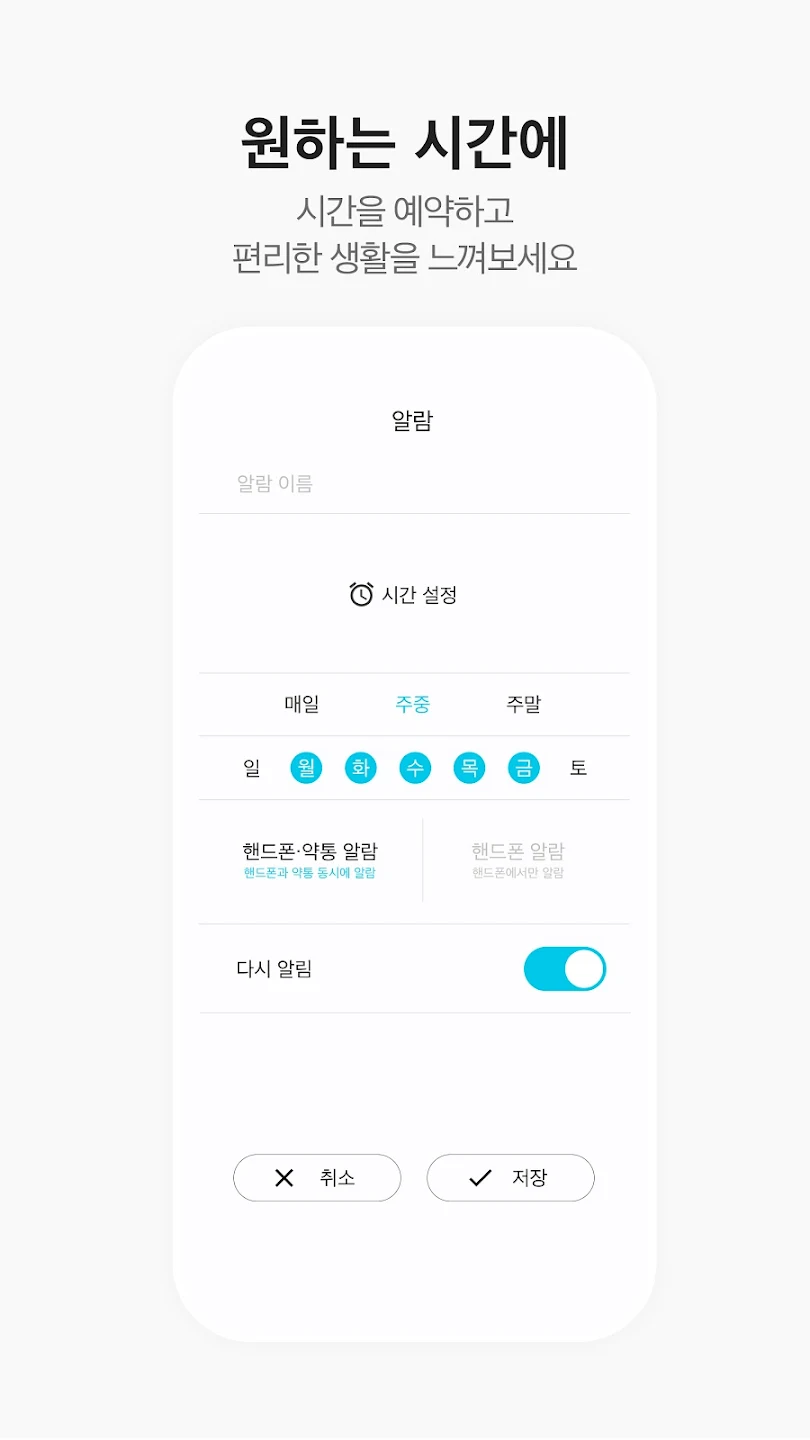 원하는 시간에
시간을 예약하고
편리한 생활을 느껴보세요
알람
알람 이름
시간 설정
매일 주중 주말
일 월 화 수 목 금 토
핸드폰·약통 알람
핸드폰과 약통 동시에 알람
핸드폰 알람
핸드폰에서만 알람
다시 알림
취소 저장